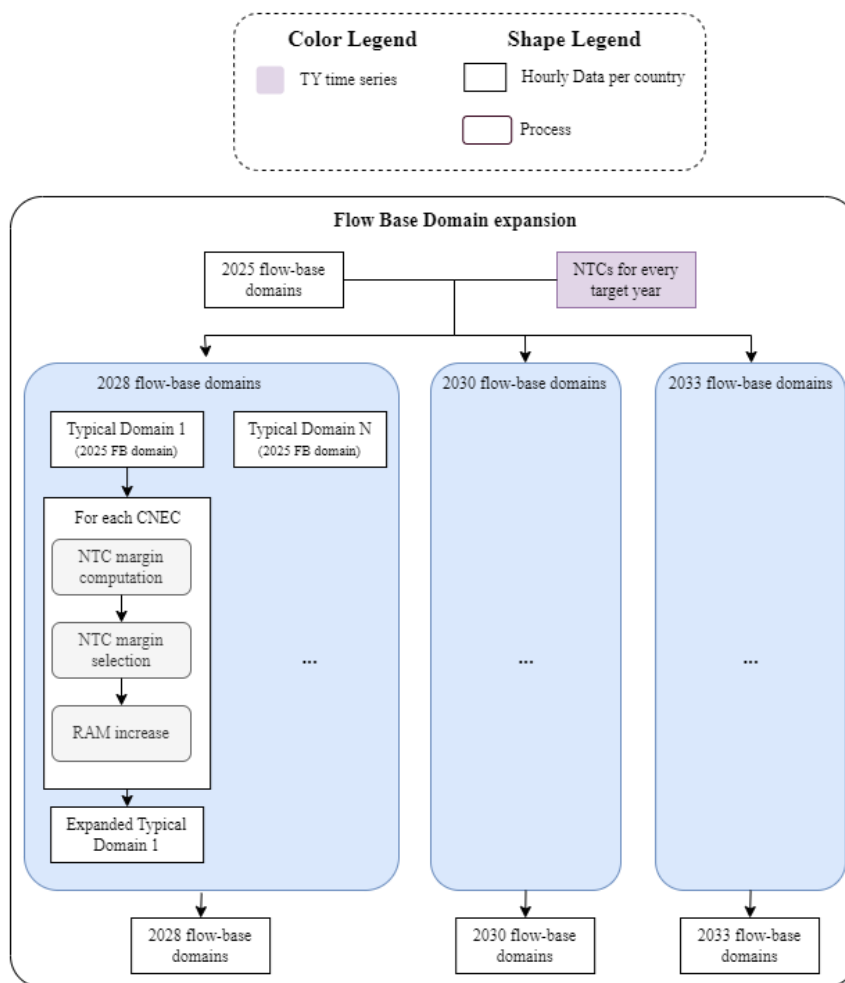 Color Legend
Shape Legend
TY time series
Hourly Data per country
Process
Flow Base Domain expansion
2025 flow-base
domains
NTCs for every
target year
2028 flow-base domains
2030 flow-base domains
2033 flow-base domains
Typical Domain 1
(2025 FB domain)
Typical Domain N
(2025 FB domain)
For each CNEC
NTC margin
computation
NTC margin
selection
...
...
...
RAM increase
Expanded Typical
Domain 1
2028 flow-base
domains
2030 flow-base
domains
2033 flow-base
domains